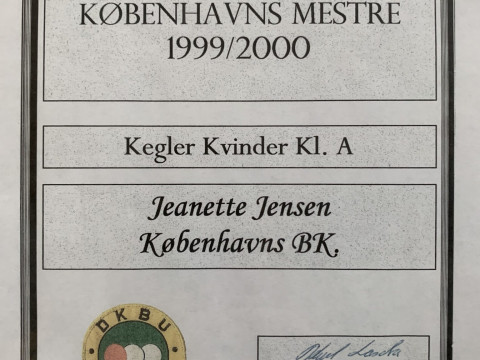 KØBENHAVNS MESTRE
1999/2000
Kegler Kvinder Kl. A
Jeanette Jensen
Københavns BK.
DKBU